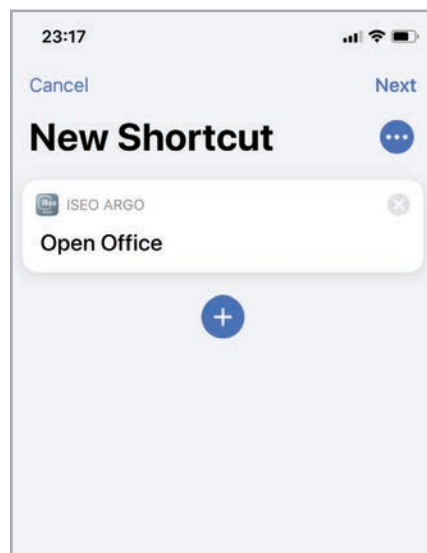 23:17
Cancel Next
New Shortcut
ISEO ARGO
Open Office